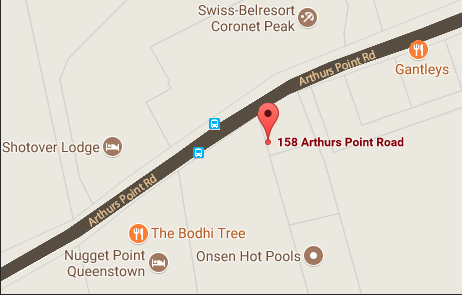 Swiss-Belresort
Coronet Peak
Arthurs Point Rd
Gantleys
158 Arthurs Point Road
Shotover Lodge
Arthurs Point Rd
The Bodhi Tree
Nugget Point
Queenstown
Onsen Hot Pools